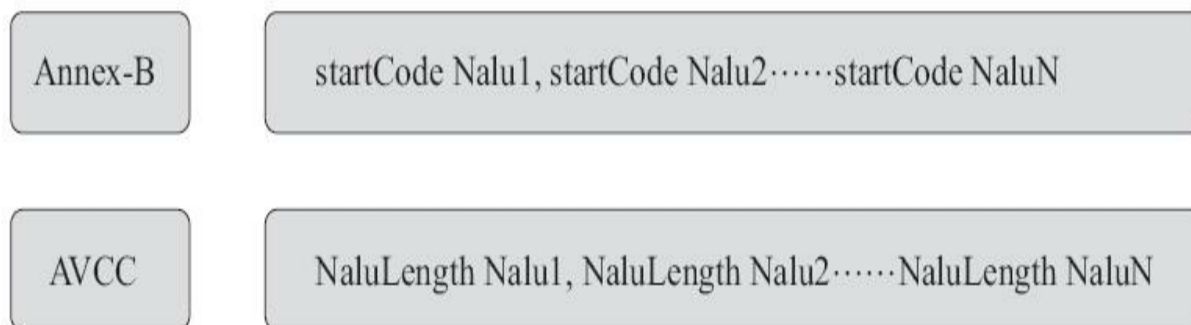 Annex-B
startCode Nalu1, startCode Nalu2······startCode NaluN
AVCC
NaluLength Nalu1, NaluLength Nalu2······NaluLength NaluN